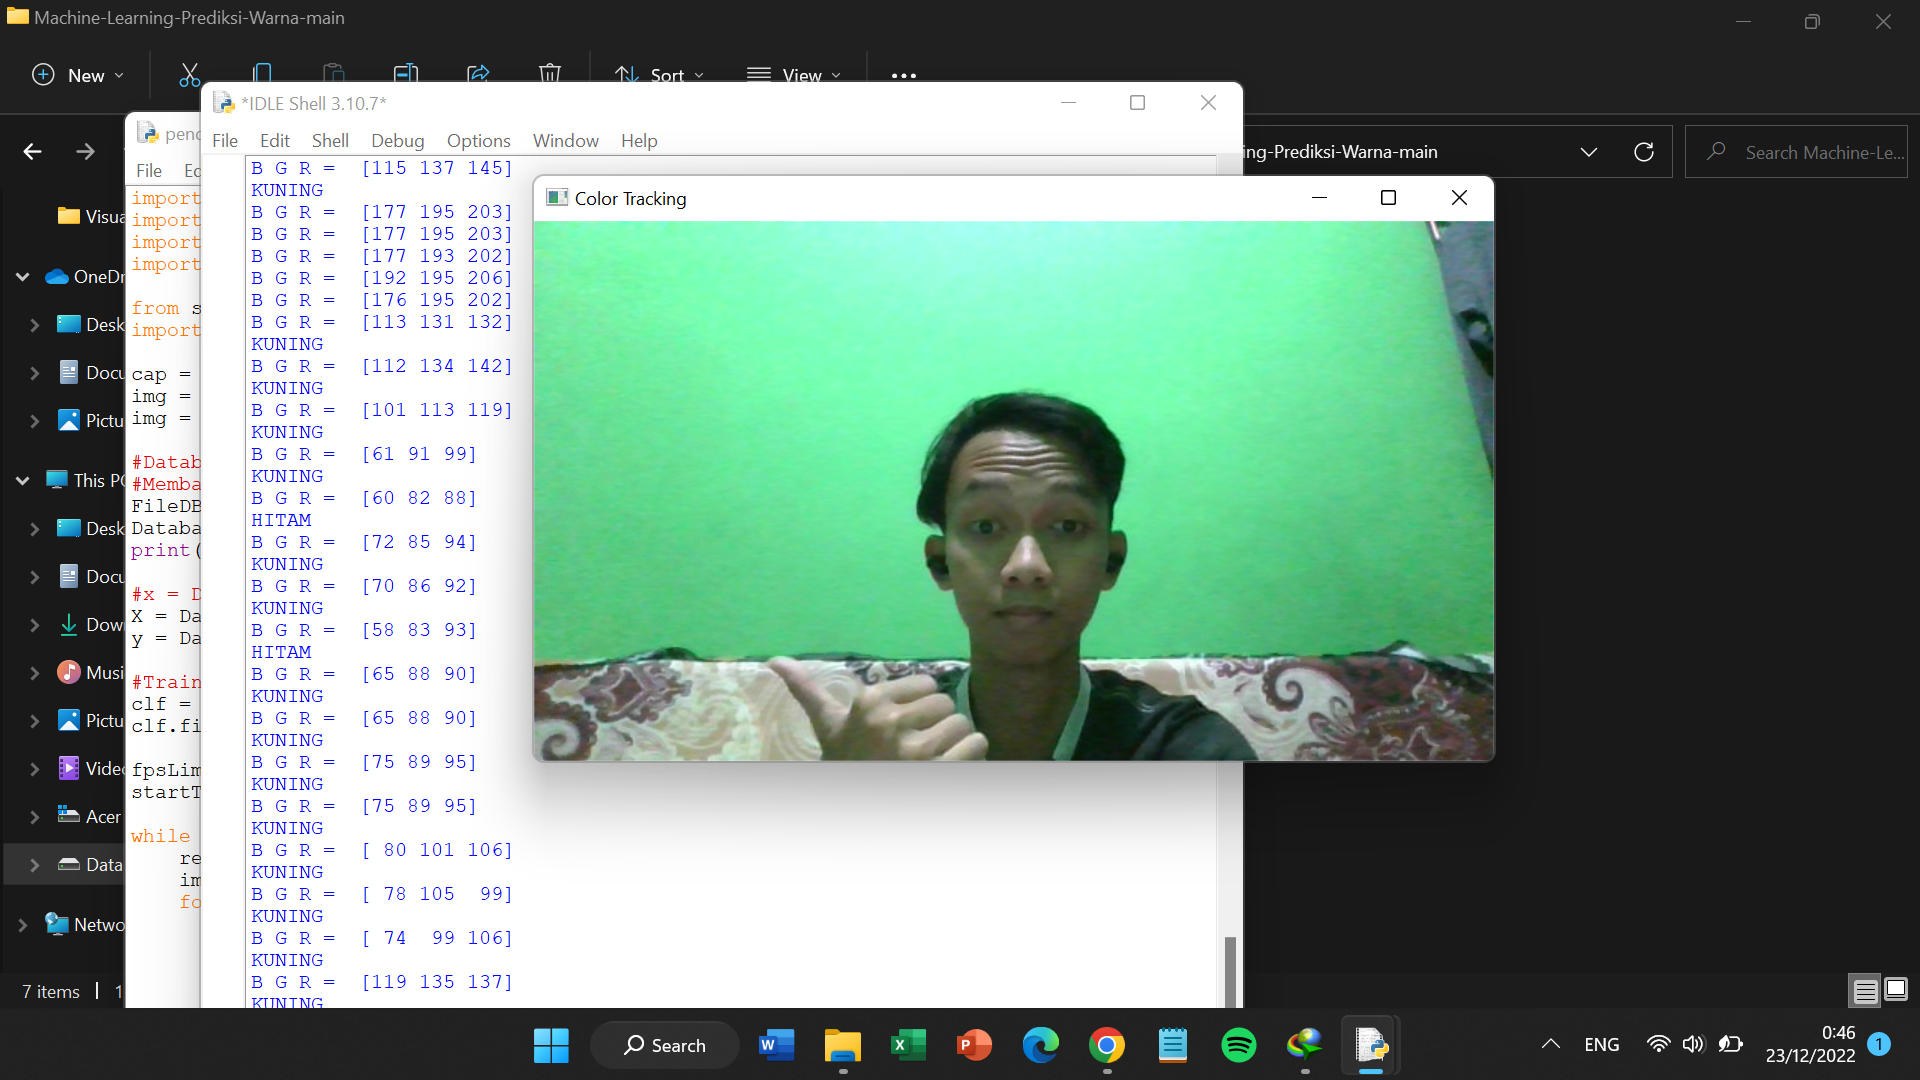 Machine-Learning-Prediksi-Warna-main
New
Sort
View
*IDLE Shell 3.10.7*
File Edit Shell Debug Options Window Help
B G R = [115 137 145]
KUNING
B G R = [177 195 203]
B G R = [177 195 203]
B G R = [177 193 202]
B G R = [192 195 206]
B G R = [176 195 202]
B G R = [113 131 132]
KUNING
B G R = [112 134 142]
KUNING
B G R = [101 113 119]
KUNING
B G R = [61 91 99]
KUNING
B G R = [60 82 88]
HITAM
B G R = [72 85 94]
KUNING
B G R = [70 86 92]
KUNING
B G R = [58 83 93]
HITAM
B G R = [65 88 90]
KUNING
B G R = [65 88 90]
KUNING
B G R = [75 89 95]
KUNING
B G R = [75 89 95]
KUNING
B G R = [ 80 101 106]
KUNING
B G R = [ 78 105  99]
KUNING
B G R = [ 74  99 106]
KUNING
B G R = [119 135 137]
KUNING
Color Tracking
ing-Prediksi-Warna-main
Search Machine-Le...
penc
File Ed
import
import
import
import
from s
import
cap =
img =
img =
#Datab
#Memba
FileDB
Databa
print(
#x = D
X = Da
y = Da
#Train
clf =
clf.fi
fpsLim
startT
while
re
im
fo
Visua
OneDr
Desk
Docu
Pictu
This PC
Desk
Docu
Dow
Musi
Pictu
Vide
Acer
Data
Netwo
7 items
1
Search
ENG
0:46
23/12/2022
1